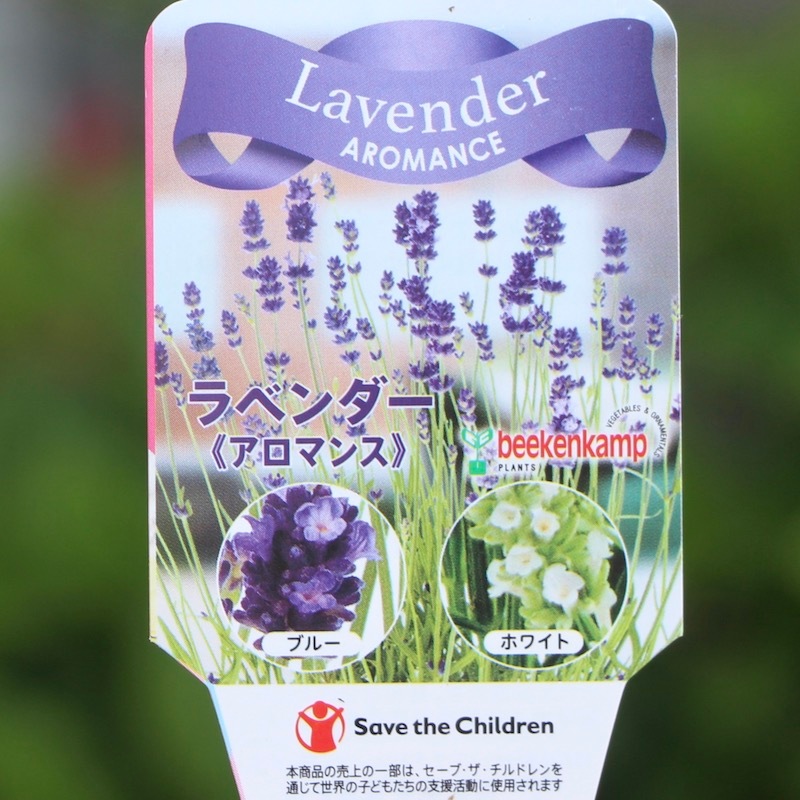 Lavender
AROMANCE
ラベンダー
《アロマンス》
beekenkamp
PLANTS
VEGETABLES & ORNAMENTALS
ブルー
ホワイト
Save the Children
本商品の売上の一部は、セーブ・ザ・チルドレンを
通じて世界の子どもたちの支援活動に使用されます